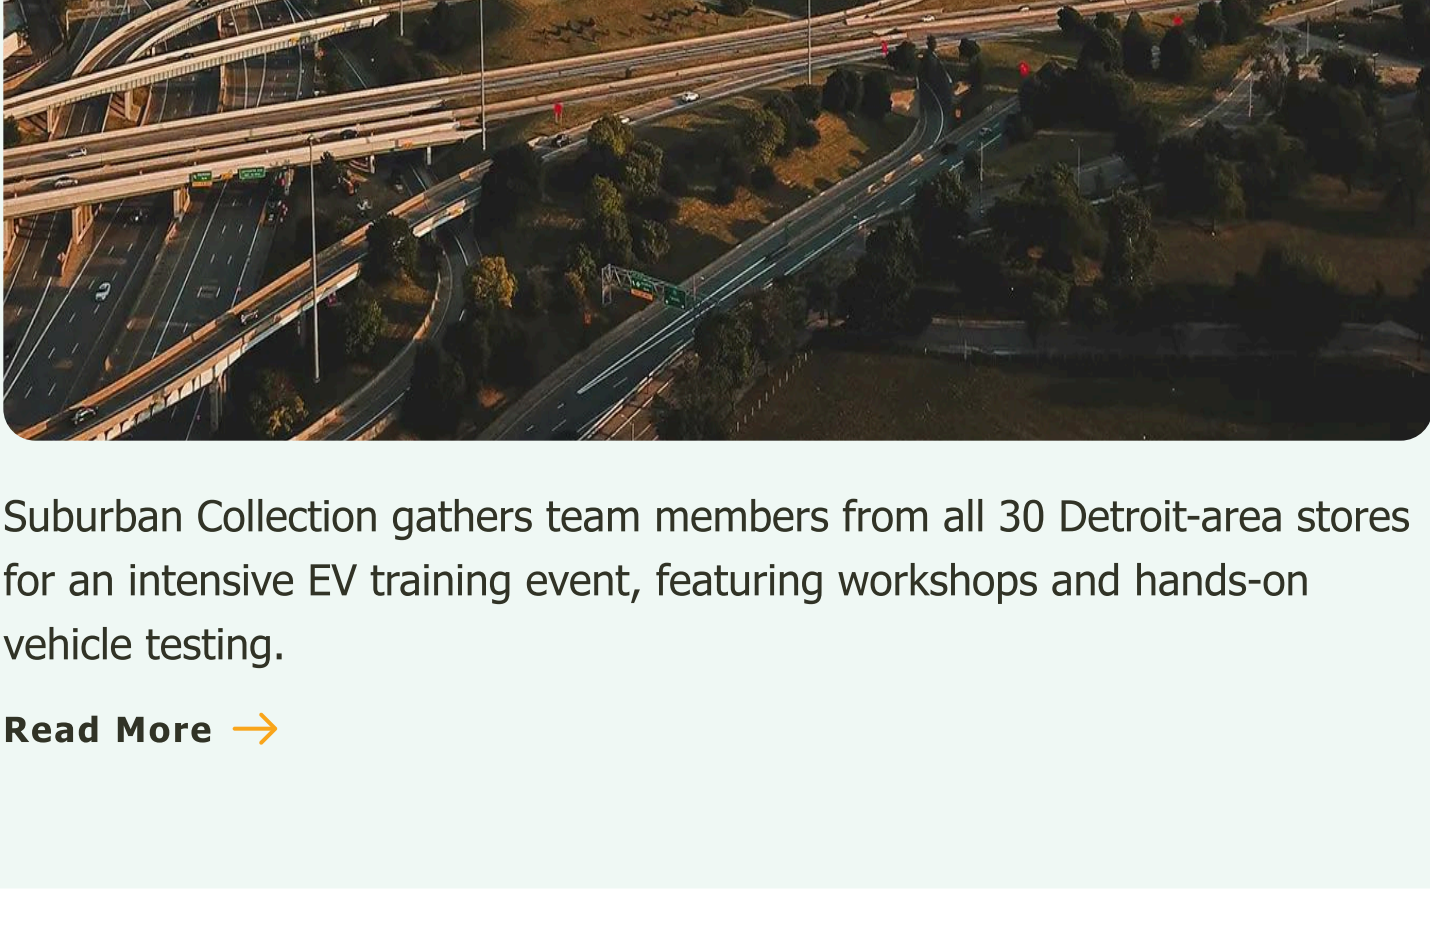 Suburban Collection gathers team members from all 30 Detroit-area stores
for an intensive EV training event, featuring workshops and hands-on
vehicle testing.
Read More